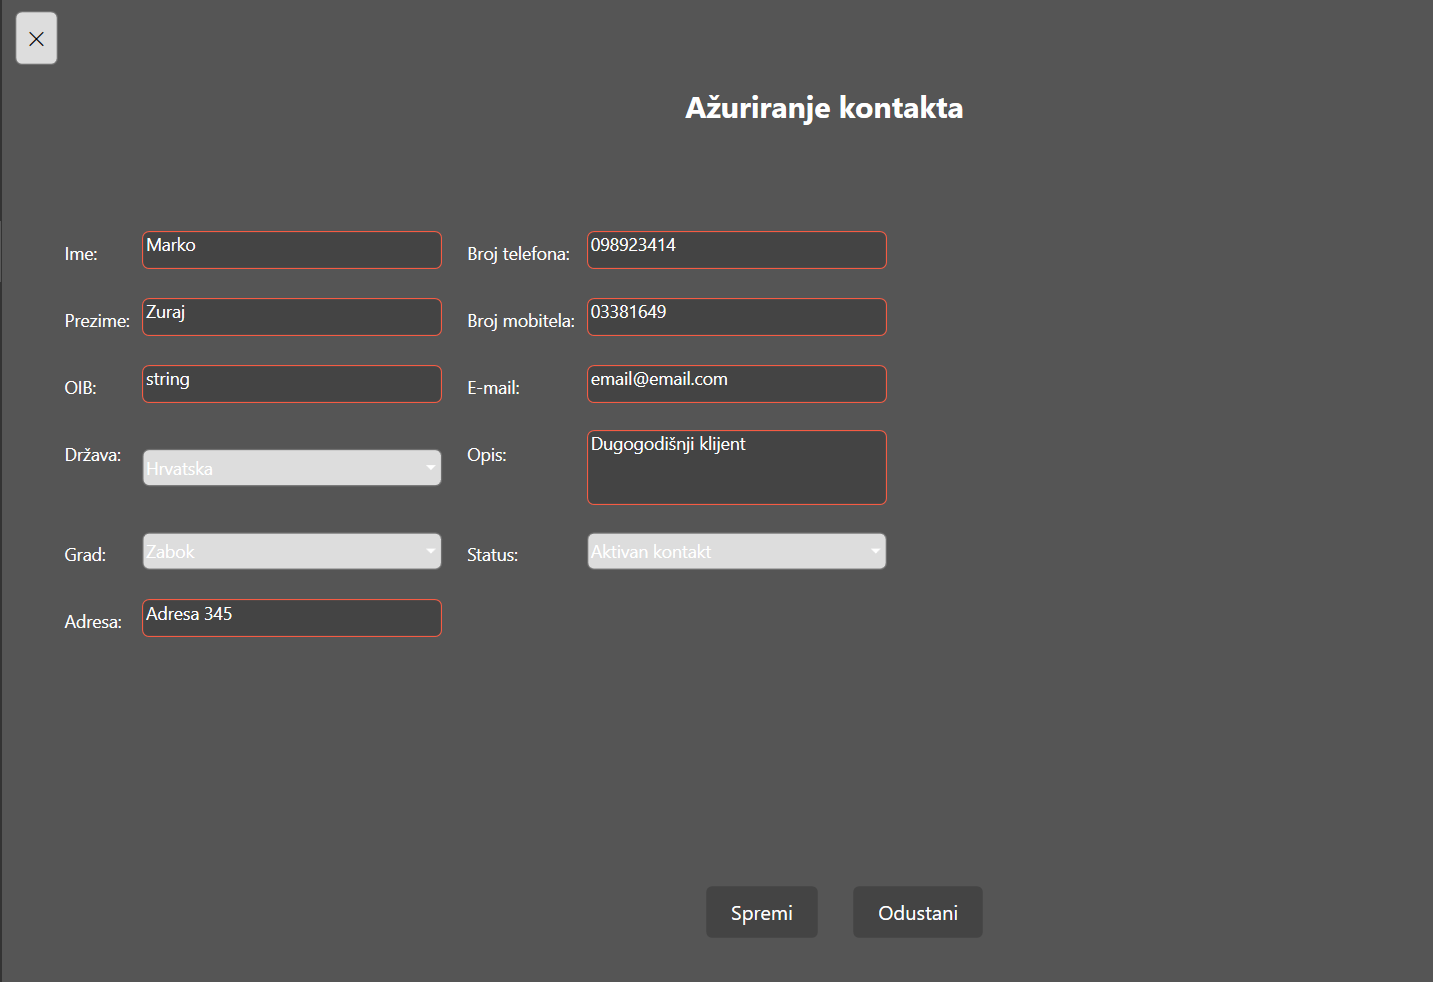 Ažuriranje kontakta
Ime: Marko
Prezime: Zuraj
OIB: string
Država: Hrvatska
Grad: Zabok
Adresa: Adresa 345
Broj telefona: 098923414
Broj mobitela: 03381649
E-mail: email@email.com
Opis: Dugogodišnji klijent
Status: Aktivan kontakt
Spremi Odustani